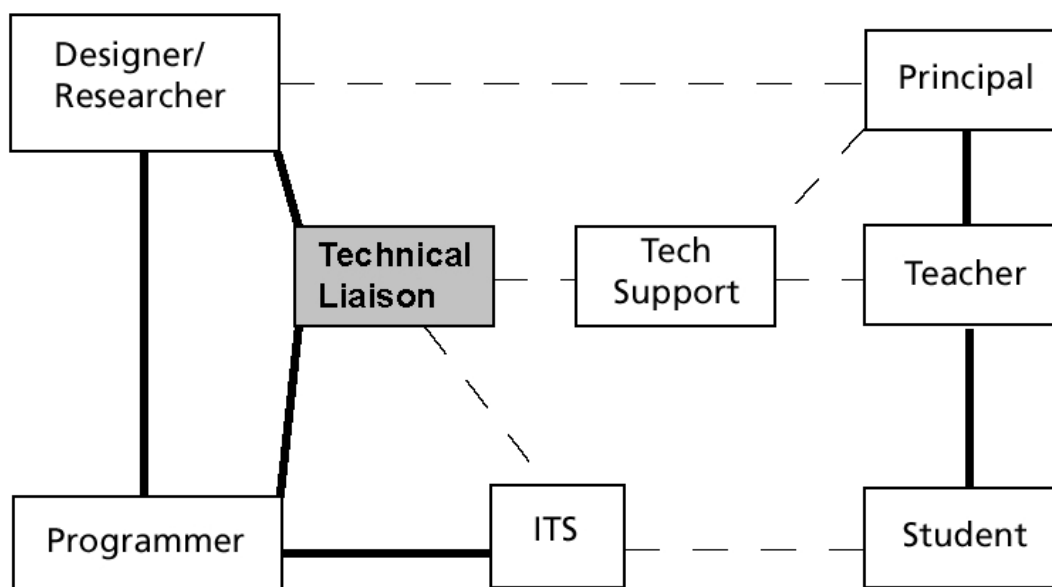 Designer/
Researcher
Principal
Technical
Liaison
Tech
Support
Teacher
Programmer
ITS
Student